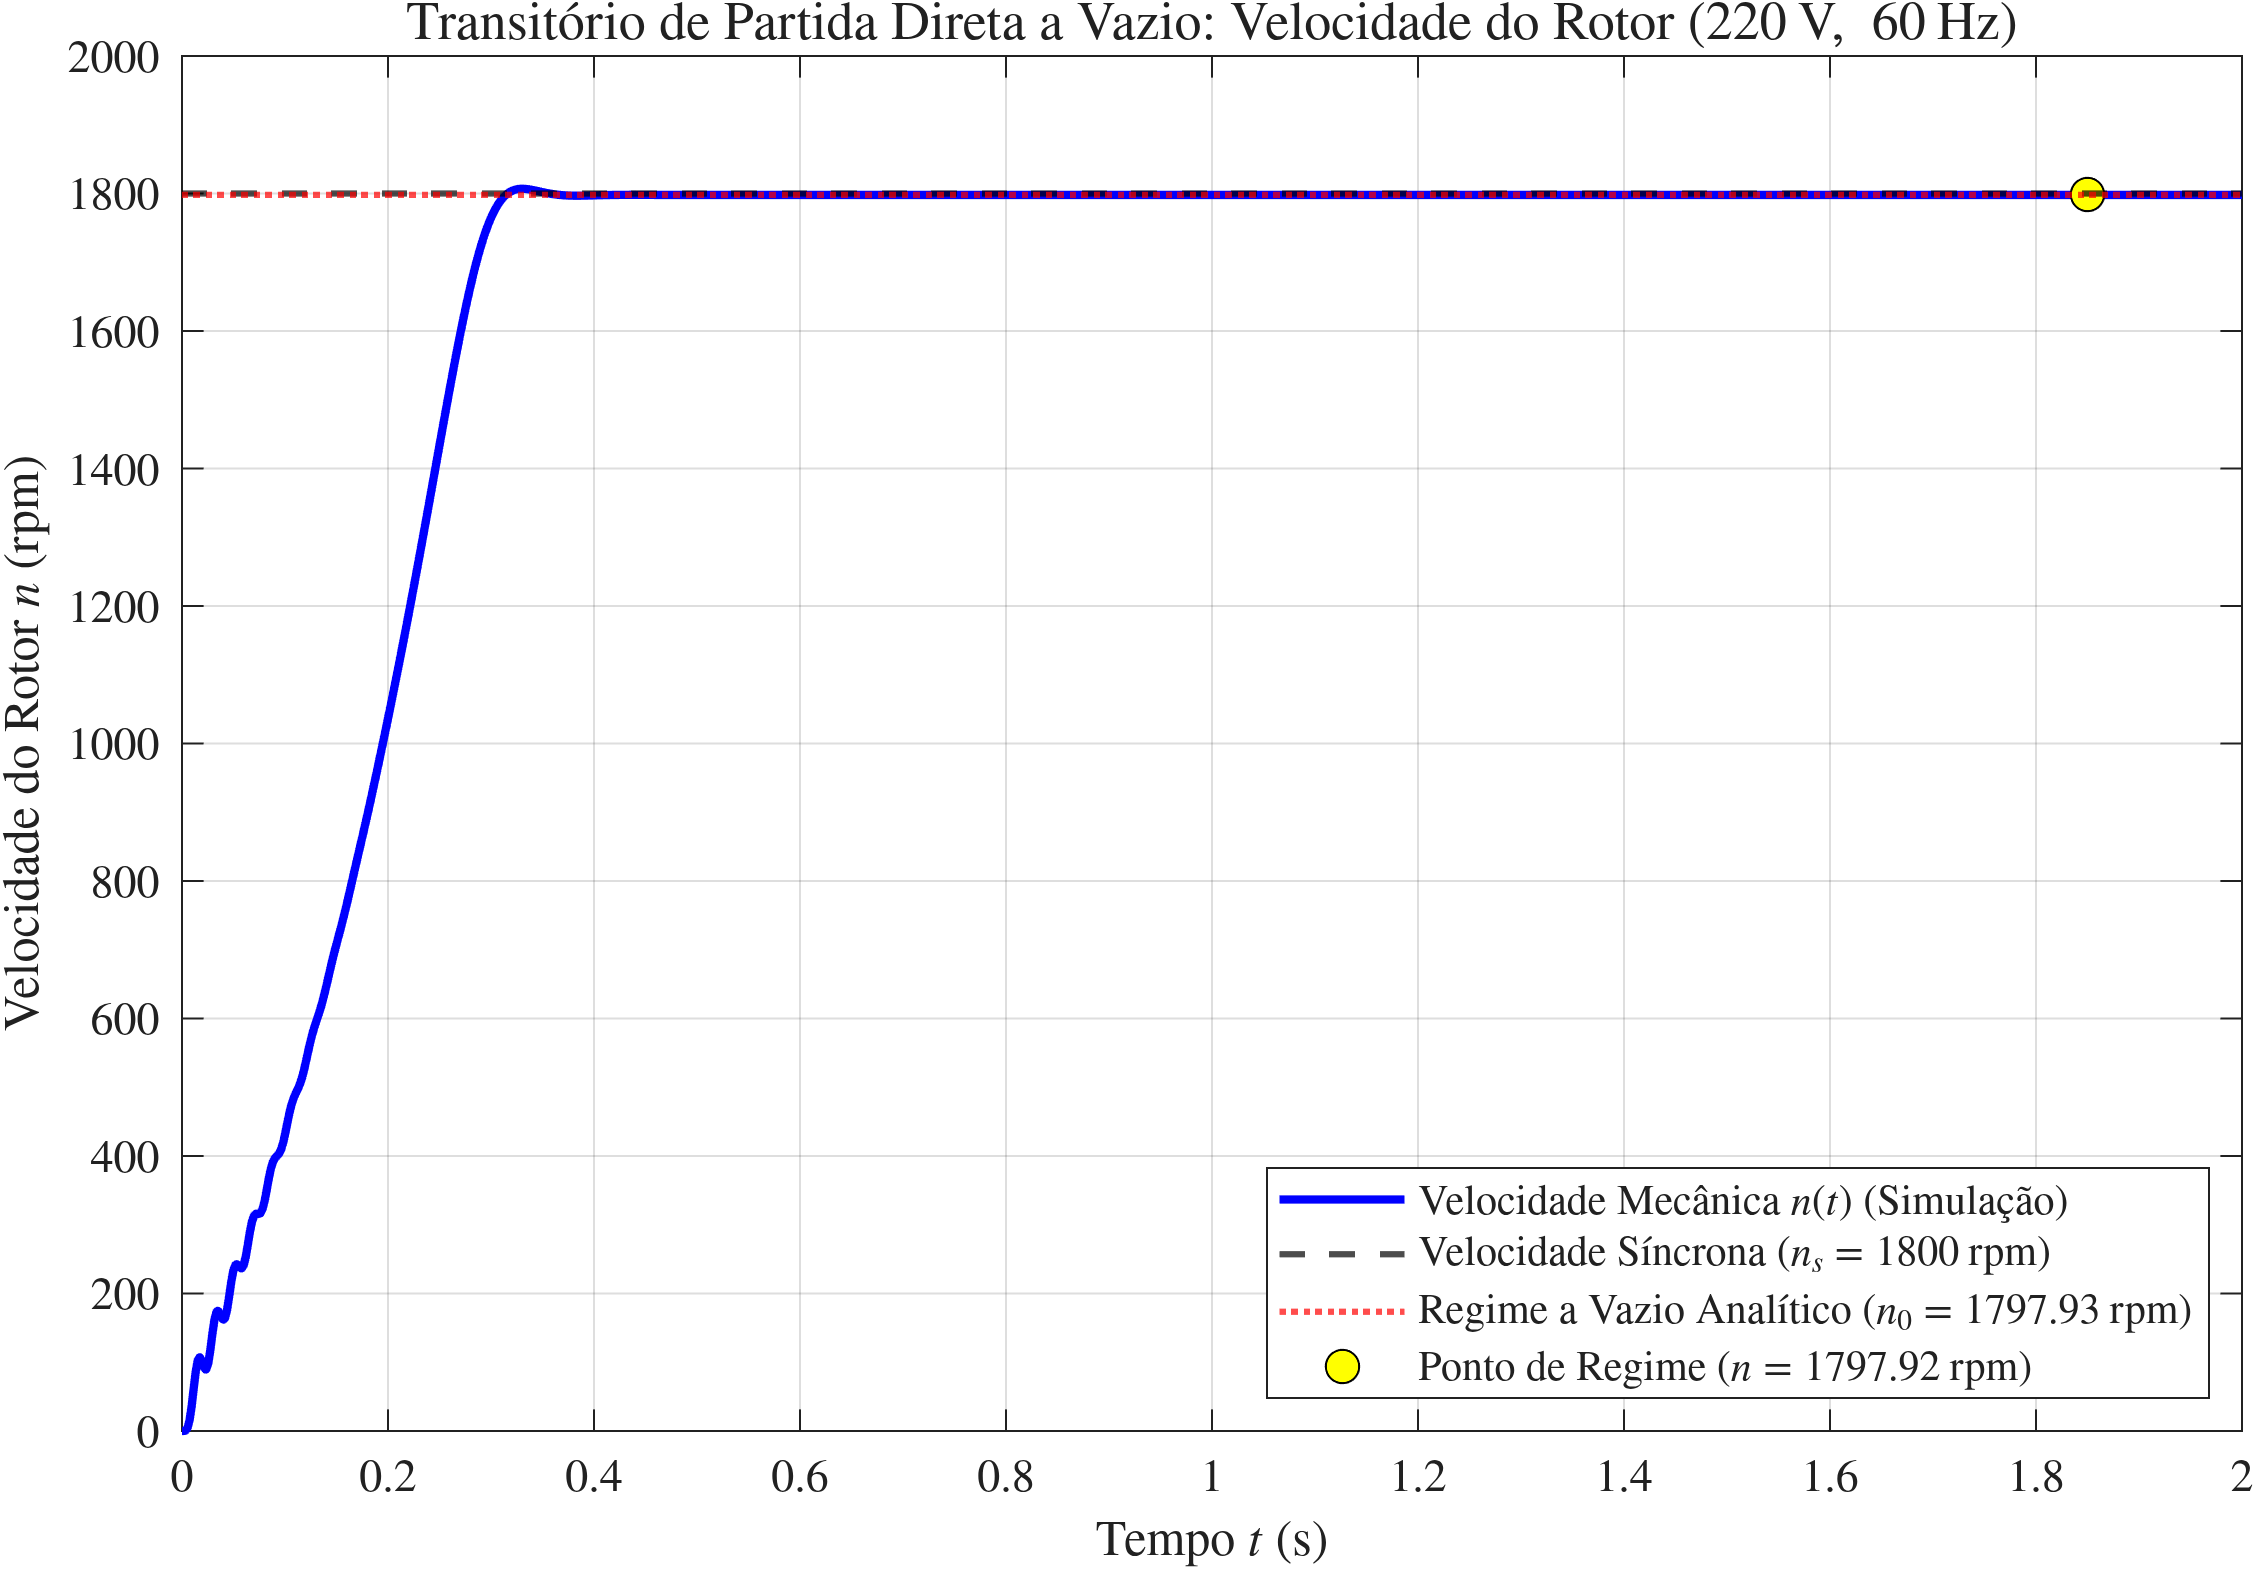 Transitório de Partida Direta a Vazio: Velocidade do Rotor (220 V, 60 Hz)
Velocidade do Rotor n (rpm)
2000
1800
1600
1400
1200
1000
800
600
400
200
0
Velocidade Mecânica n(t) (Simulação)
Velocidade Síncrona (nₛ = 1800 rpm)
Regime a Vazio Analítico (n₀ = 1797.93 rpm)
Ponto de Regime (n = 1797.92 rpm)
0 0.2 0.4 0.6 0.8 1 1.2 1.4 1.6 1.8 2
Tempo t (s)